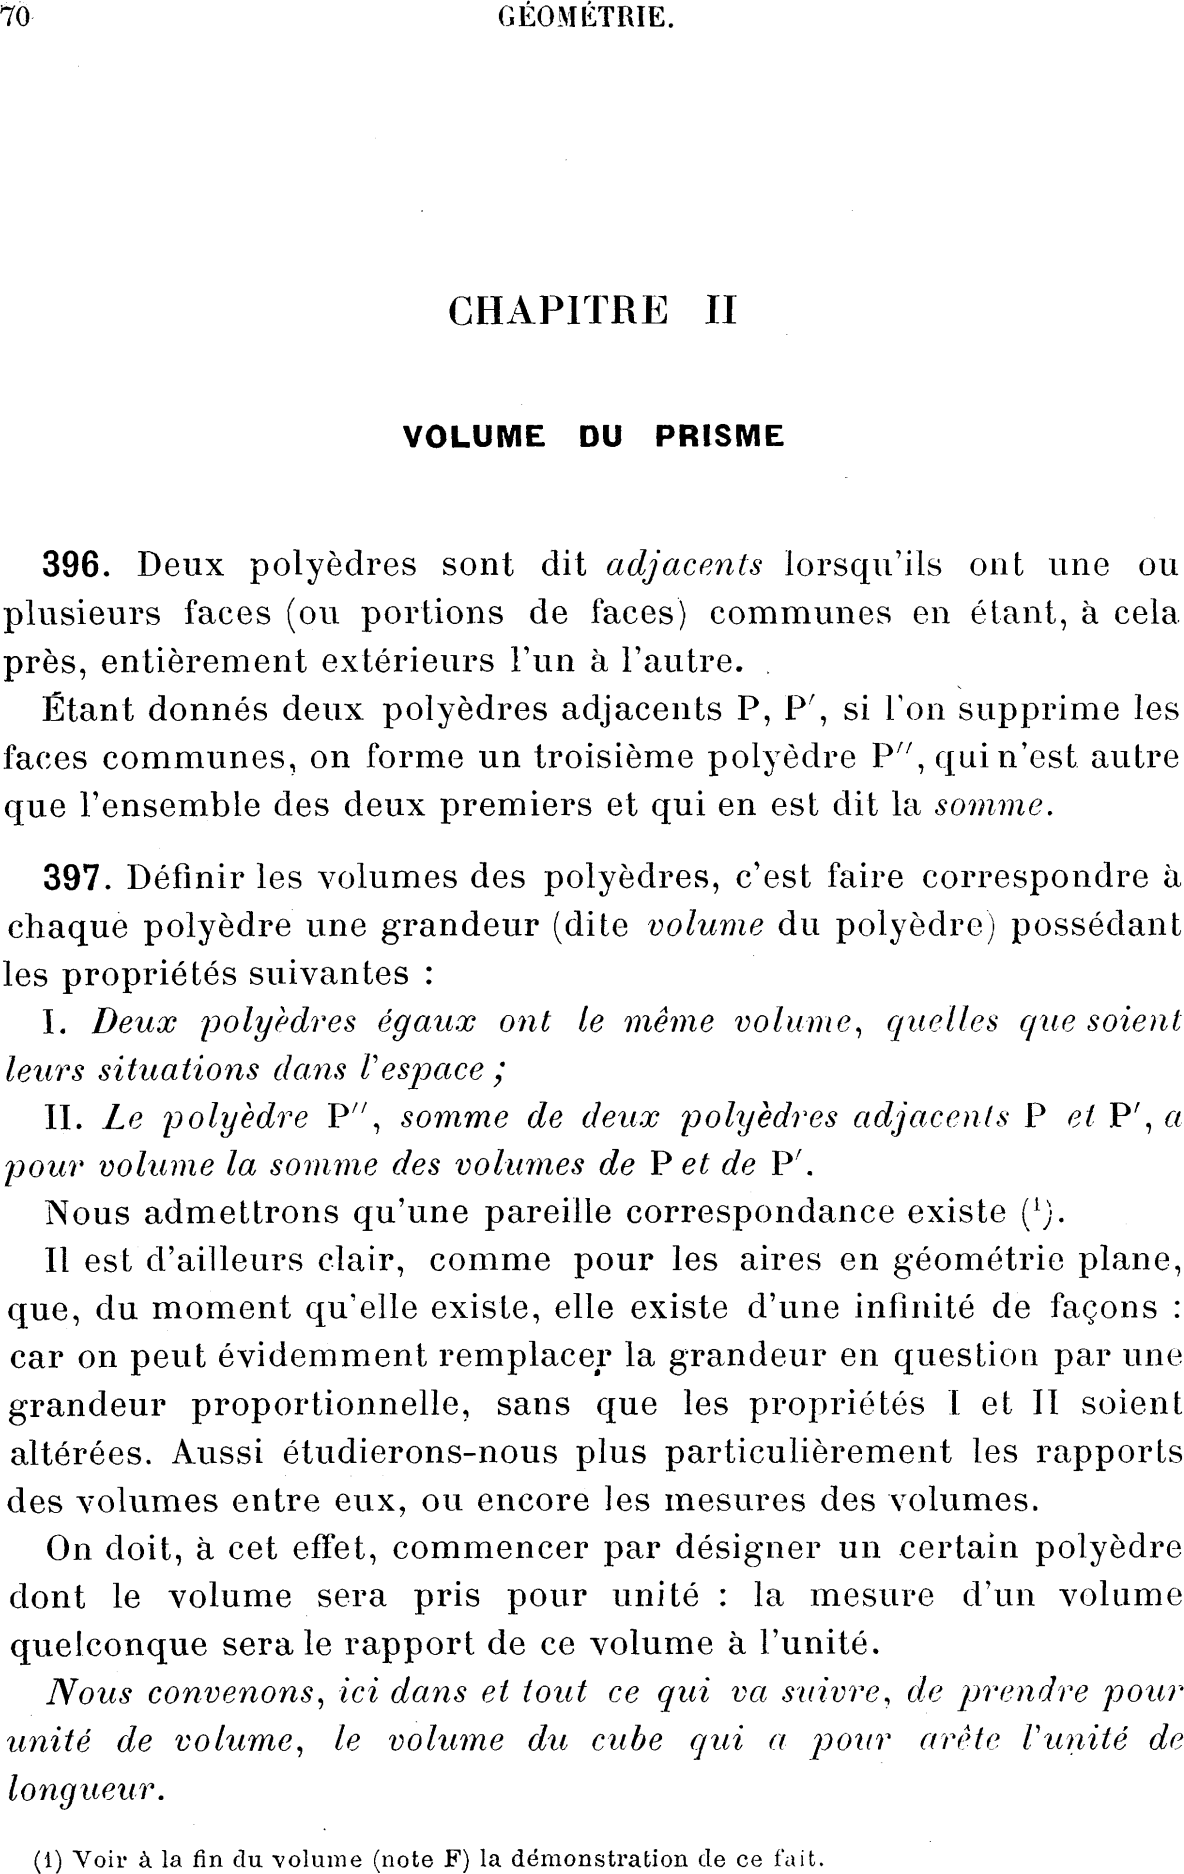 70 GÉOMÉTRIE.
CHAPITRE II
VOLUME DU PRISME
396. Deux polyèdres sont dit adjacents lorsqu'ils ont une ou
plusieurs faces (ou portions de faces) communes en étant, à cela
près, entièrement extérieurs l'un à l'autre.
Étant donnés deux polyèdres adjacents P, P′, si l'on supprime les
faces communes, on forme un troisième polyèdre P″, qui n'est autre
que l'ensemble des deux premiers et qui en est dit la somme.
397. Définir les volumes des polyèdres, c'est faire correspondre à
chaque polyèdre une grandeur (dite volume du polyèdre) possédant
les propriétés suivantes :
I. Deux polyèdres égaux ont le même volume, quelles que soient
leurs situations dans l'espace ;
II. Le polyèdre P″, somme de deux polyèdres adjacents P et P′, a
pour volume la somme des volumes de P et de P′.
Nous admettrons qu'une pareille correspondance existe (¹).
Il est d'ailleurs clair, comme pour les aires en géométrie plane,
que, du moment qu'elle existe, elle existe d'une infinité de façons :
car on peut évidemment remplacer la grandeur en question par une
grandeur proportionnelle, sans que les propriétés I et II soient
altérées. Aussi étudierons-nous plus particulièrement les rapports
des volumes entre eux, ou encore les mesures des volumes.
On doit, à cet effet, commencer par désigner un certain polyèdre
dont le volume sera pris pour unité : la mesure d'un volume
quelconque sera le rapport de ce volume à l'unité.
Nous convenons, ici dans et tout ce qui va suivre, de prendre pour
unité de volume, le volume du cube qui a pour arête l'unité de
longueur.
(1) Voir à la fin du volume (note F) la démonstration de ce fait.